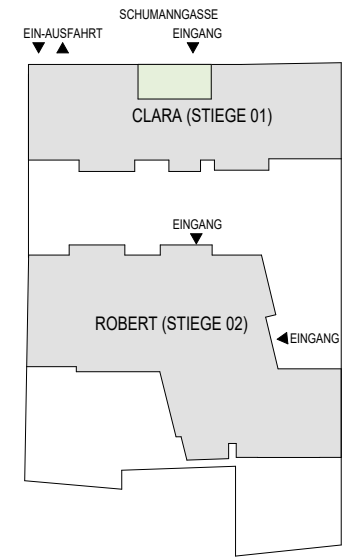 SCHUMANNGASSE
EIN-AUSFAHRT EINGANG
CLARA (STIEGE 01)
EINGANG
ROBERT (STIEGE 02)
EINGANG